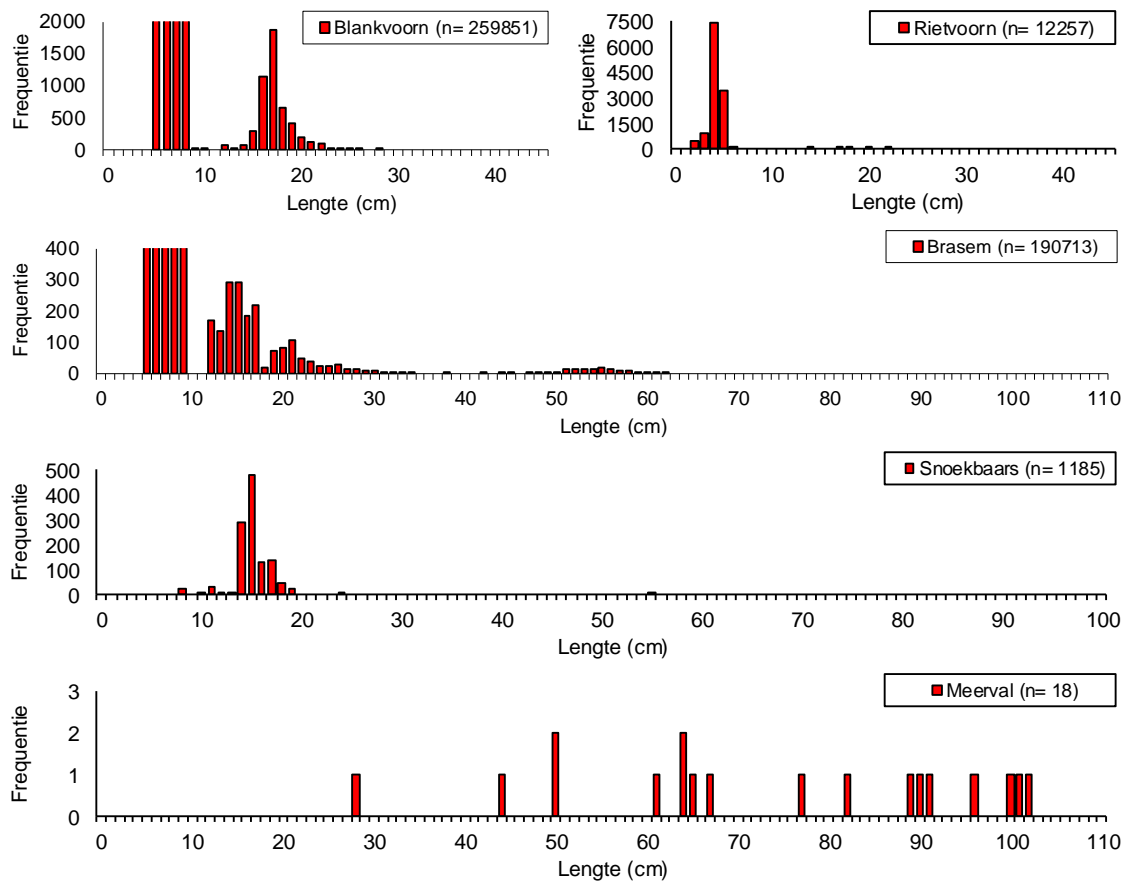 2000
1500
1000
500
0
Frequentie
Blankvoorn (n= 259851)
0 10 20 30 40
Lengte (cm)
7500
6000
4500
3000
1500
0
Frequentie
Rietvoorn (n= 12257)
0 10 20 30 40
Lengte (cm)
400
300
200
100
0
Frequentie
Brasem (n= 190713)
0 10 20 30 40 50 60 70 80 90 100 110
Lengte (cm)
500
400
300
200
100
0
Frequentie
Snoekbaars (n= 1185)
0 10 20 30 40 50 60 70 80 90 100
Lengte (cm)
3
2
1
0
Frequentie
Meerval (n= 18)
0 10 20 30 40 50 60 70 80 90 100 110
Lengte (cm)